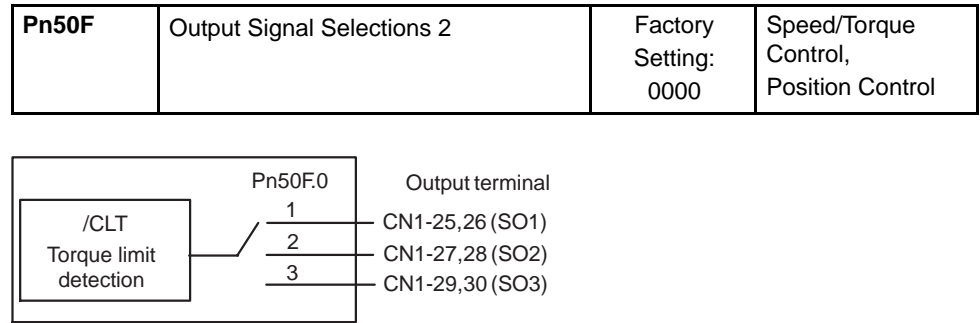 Pn50F
Output Signal Selections 2
Factory
Setting:
0000
Speed/Torque
Control,
Position Control
Pn50F.0
Output terminal
/CLT
Torque limit
detection
1
CN1-25,26 (SO1)
2
CN1-27,28 (SO2)
3
CN1-29,30 (SO3)